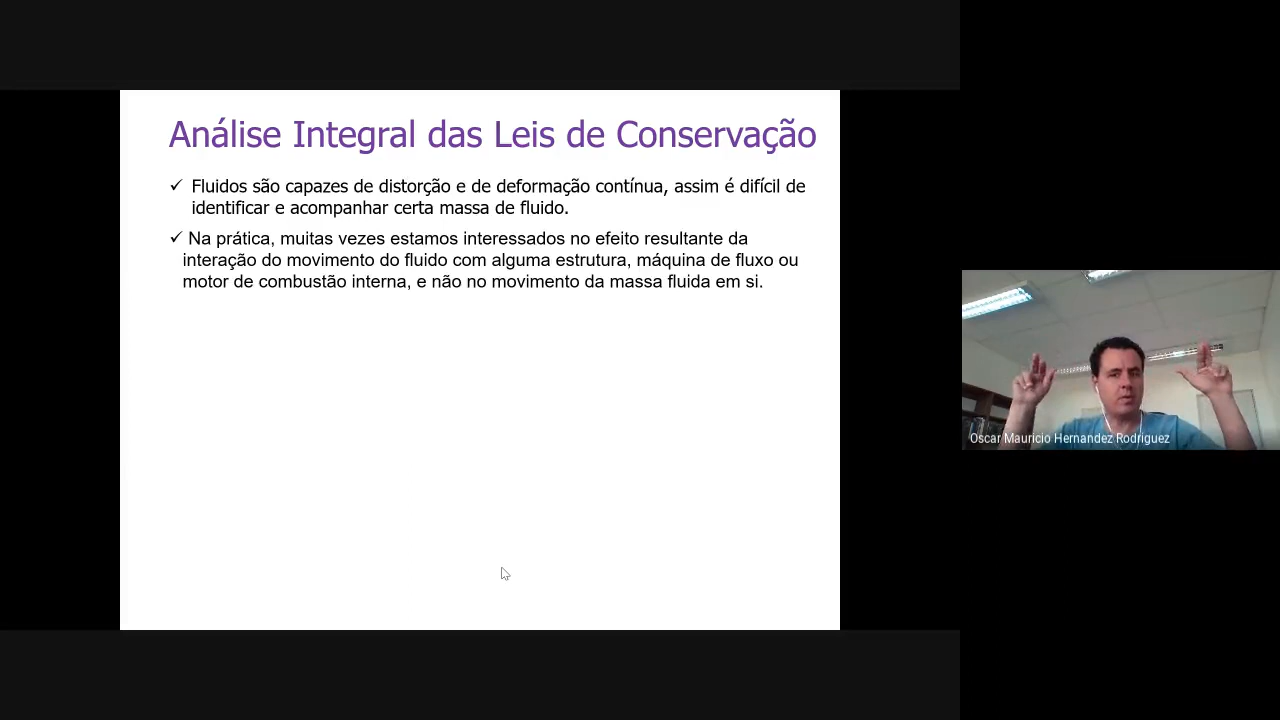 Análise Integral das Leis de Conservação
✓ Fluidos são capazes de distorção e de deformação contínua, assim é difícil de
identificar e acompanhar certa massa de fluido.
✓ Na prática, muitas vezes estamos interessados no efeito resultante da
interação do movimento do fluido com alguma estrutura, máquina de fluxo ou
motor de combustão interna, e não no movimento da massa fluida em si.
Oscar Mauricio Hernandez Rodriguez